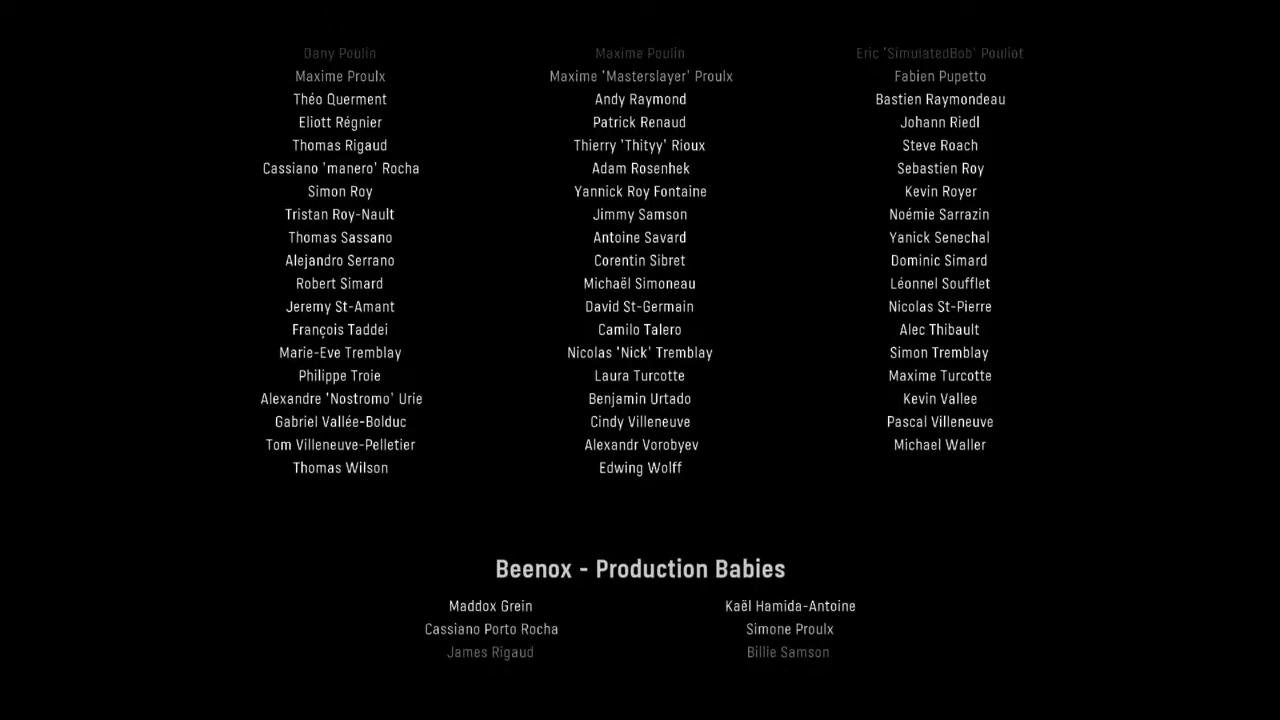 Dany Poulin Maxime Poulin Eric 'SimulatedBob' Pouliot
Maxime Proulx Maxime 'Masterslayer' Proulx Fabien Pupetto
Théo Querment Andy Raymond Bastien Raymondeau
Eliott Régnier Patrick Renaud Johann Riedl
Thomas Rigaud Thierry 'Thityy' Rioux Steve Roach
Cassiano 'manero' Rocha Adam Rosenhek Sebastien Roy
Simon Roy Yannick Roy Fontaine Kevin Royer
Tristan Roy-Nault Jimmy Samson Noémie Sarrazin
Thomas Sassano Antoine Savard Yanick Senechal
Alejandro Serrano Corentin Sibret Dominic Simard
Robert Simard Michaël Simoneau Léonnel Soufflet
Jeremy St-Amant David St-Germain Nicolas St-Pierre
François Taddei Camilo Talero Alec Thibault
Marie-Eve Tremblay Nicolas 'Nick' Tremblay Simon Tremblay
Philippe Troie Laura Turcotte Maxime Turcotte
Alexandre 'Nostromo' Urie Benjamin Urtado Kevin Vallee
Gabriel Vallée-Bolduc Cindy Villeneuve Pascal Villeneuve
Tom Villeneuve-Pelletier Alexandr Vorobyev Michael Waller
Thomas Wilson Edwing Wolff
Beenox - Production Babies
Maddox Grein Kaël Hamida-Antoine
Cassiano Porto Rocha Simone Proulx
James Rigaud Billie Samson